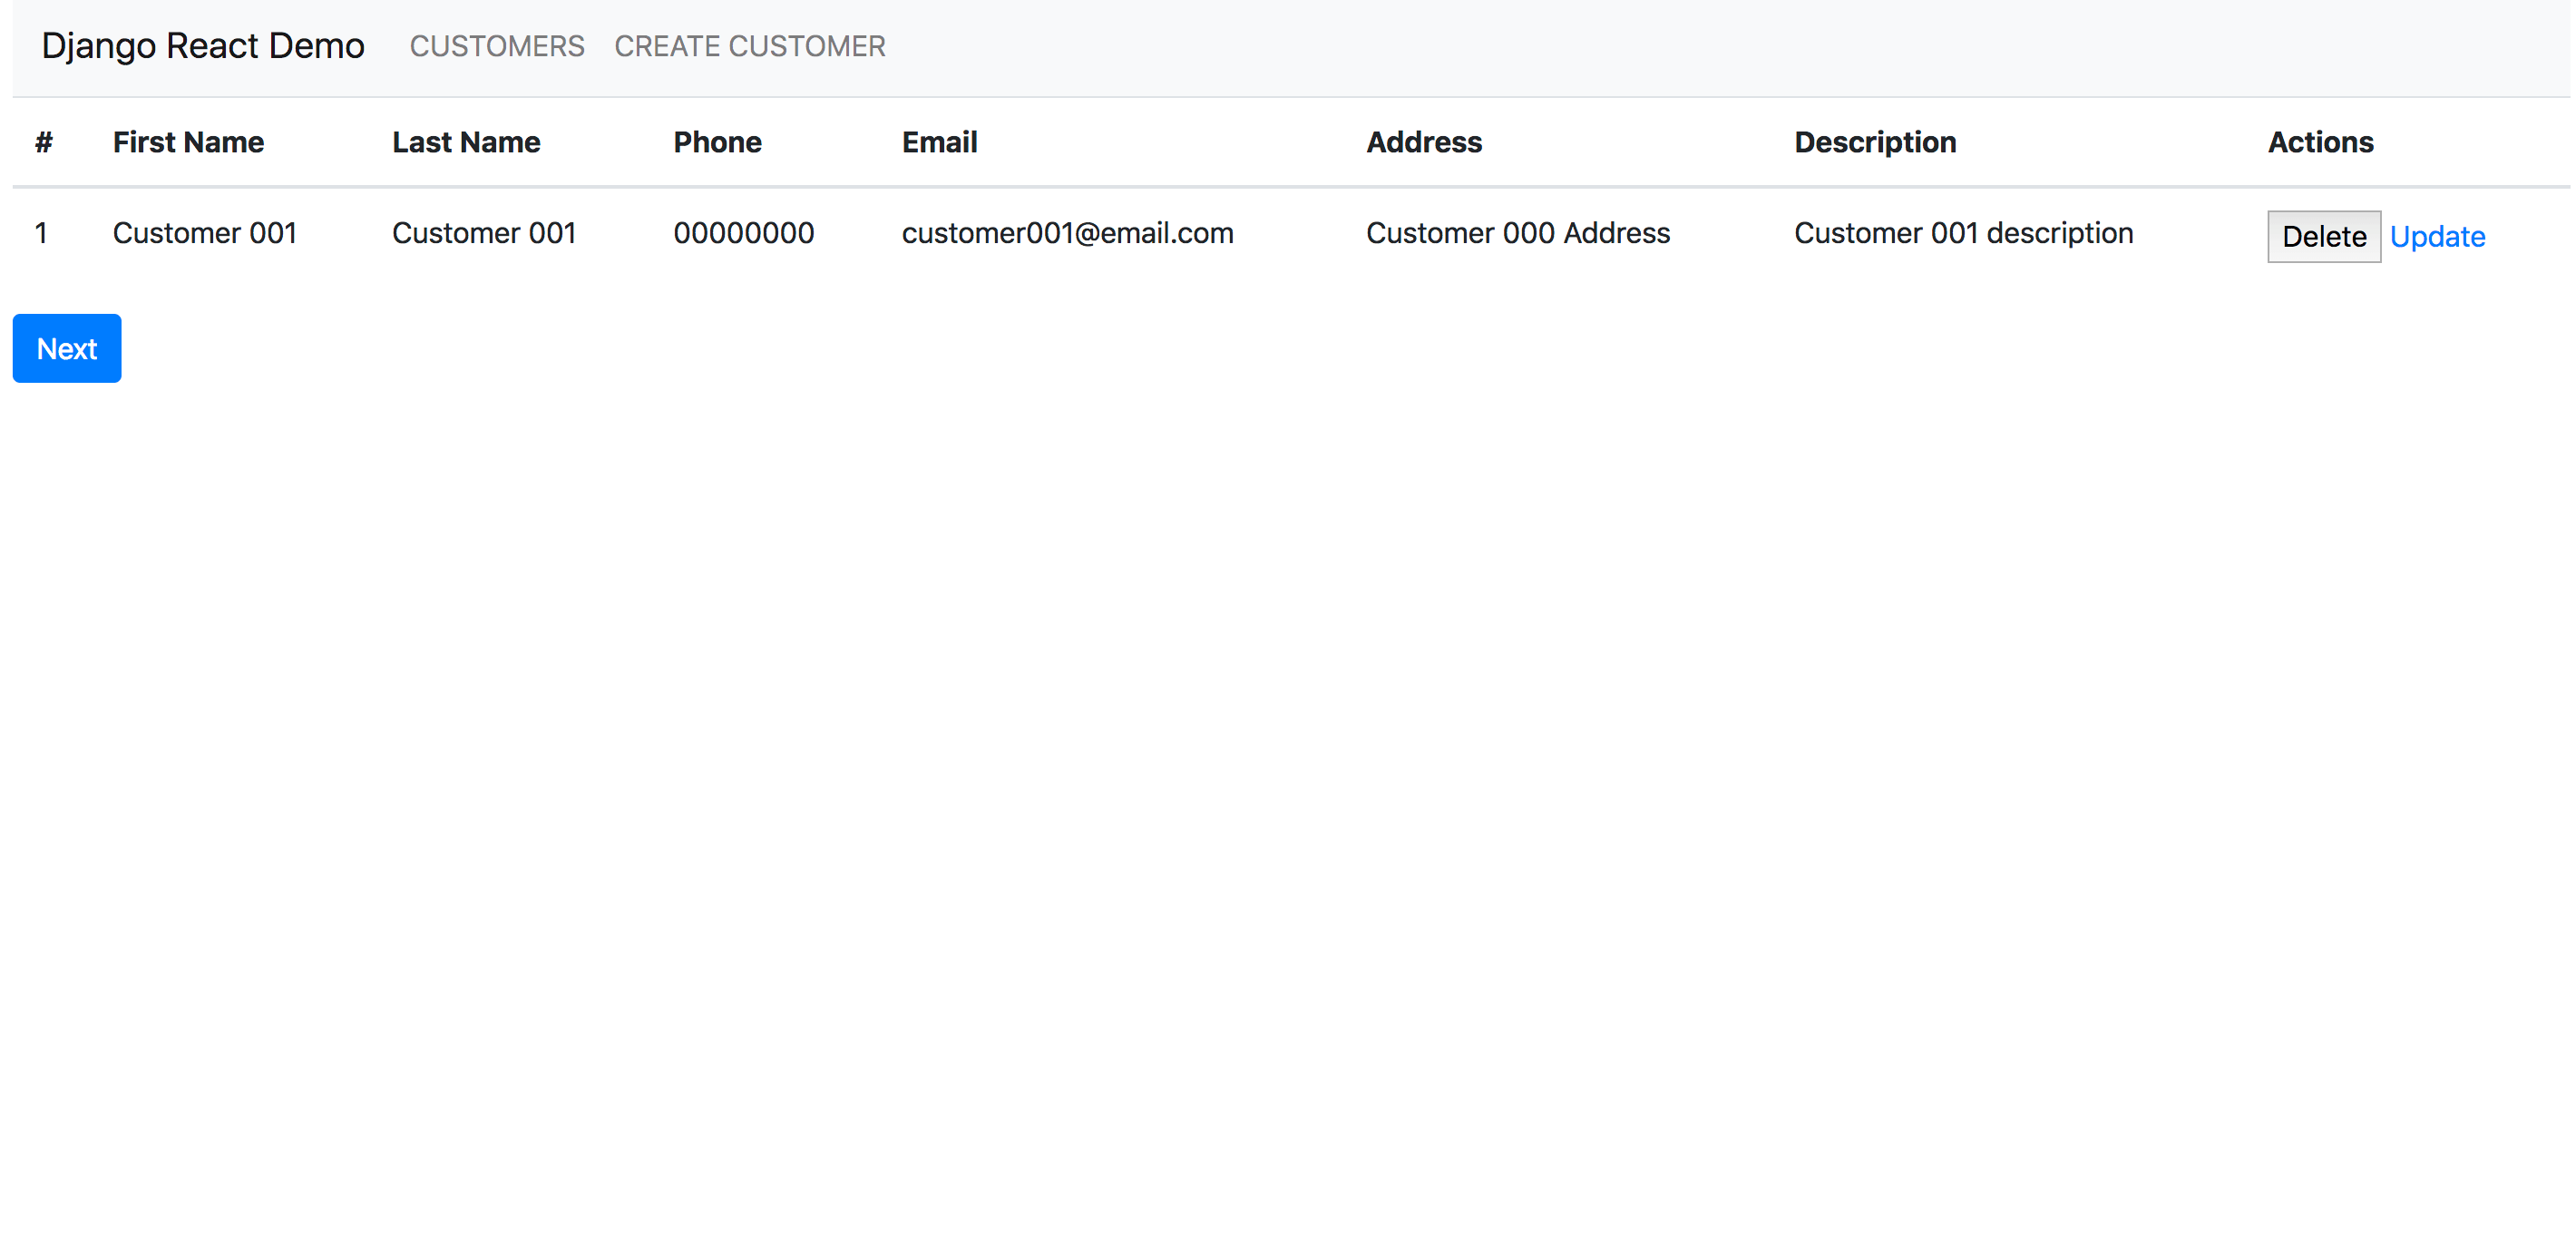 Django React Demo CUSTOMERS CREATE CUSTOMER
# First Name Last Name Phone Email Address Description Actions
1 Customer 001 Customer 001 00000000 customer001@email.com Customer 000 Address Customer 001 description Delete Update
Next